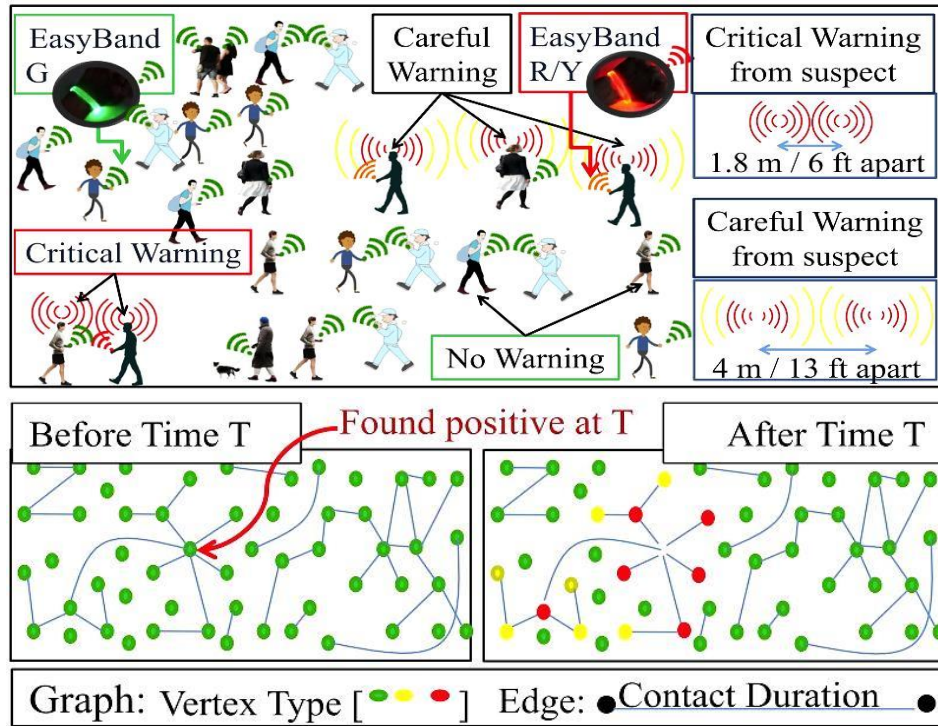 EasyBand
G
Careful
Warning
EasyBand
R/Y
Critical Warning
from suspect
1.8 m / 6 ft apart
Careful Warning
from suspect
4 m / 13 ft apart
Critical Warning
No Warning
Before Time T
Found positive at T
After Time T
Graph: Vertex Type [ ] Edge: Contact Duration